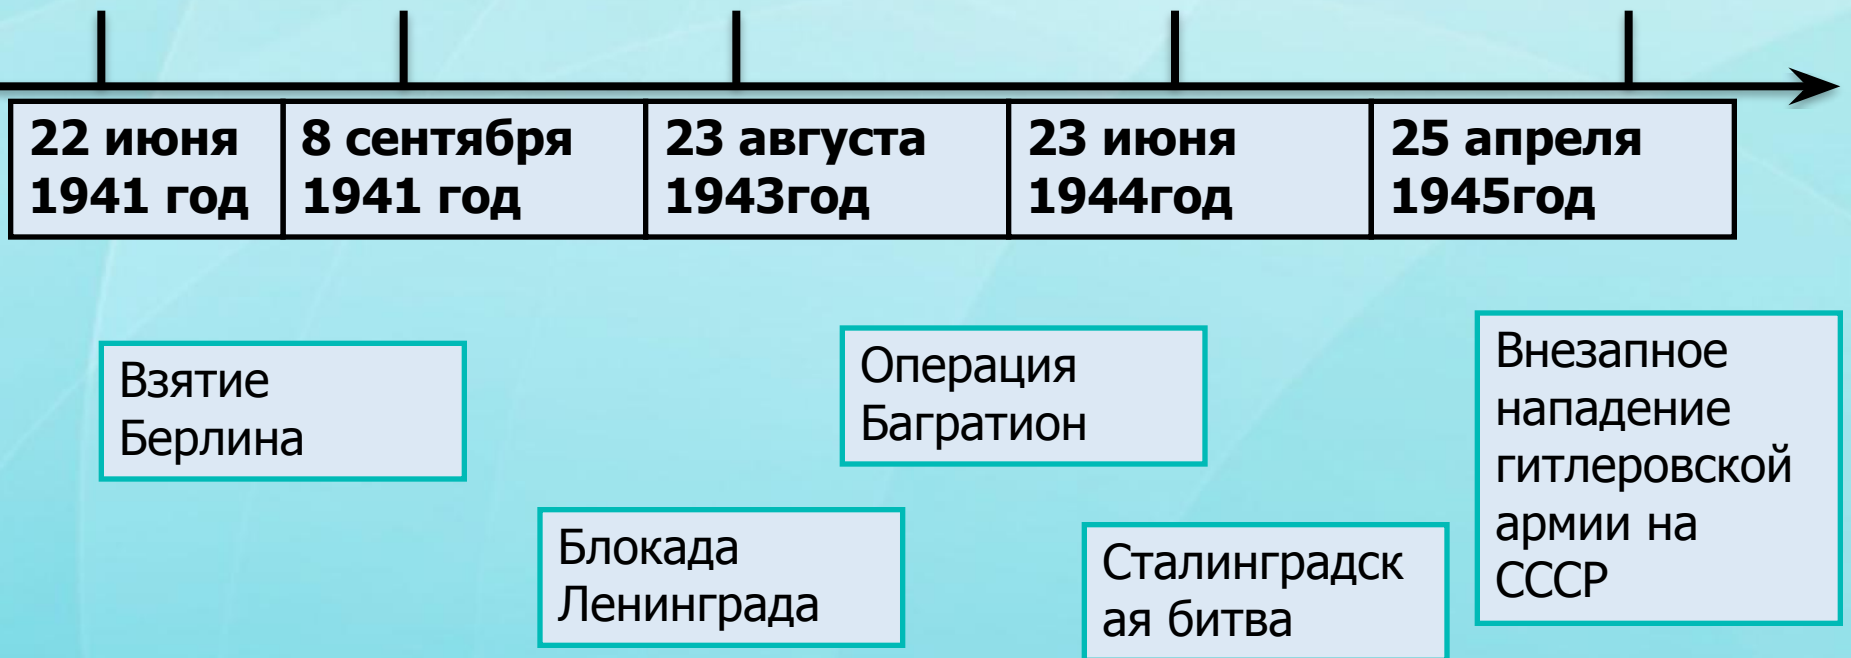 22 июня
1941 год
8 сентября
1941 год
23 августа
1943год
23 июня
1944год
25 апреля
1945год
Взятие
Берлина
Операция
Багратион
Внезапное
нападение
гитлеровской
армии на
СССР
Блокада
Ленинграда
Сталинградск
ая битва